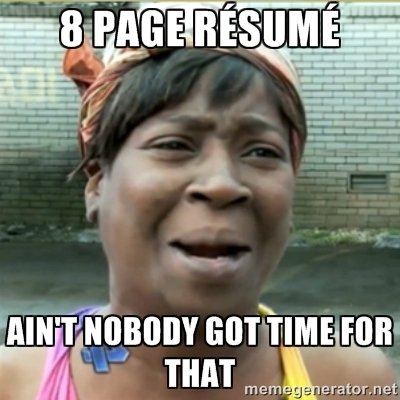 8 PAGE RÉSUMÉ
AIN'T NOBODY GOT TIME FOR
THAT
memegenerator.net